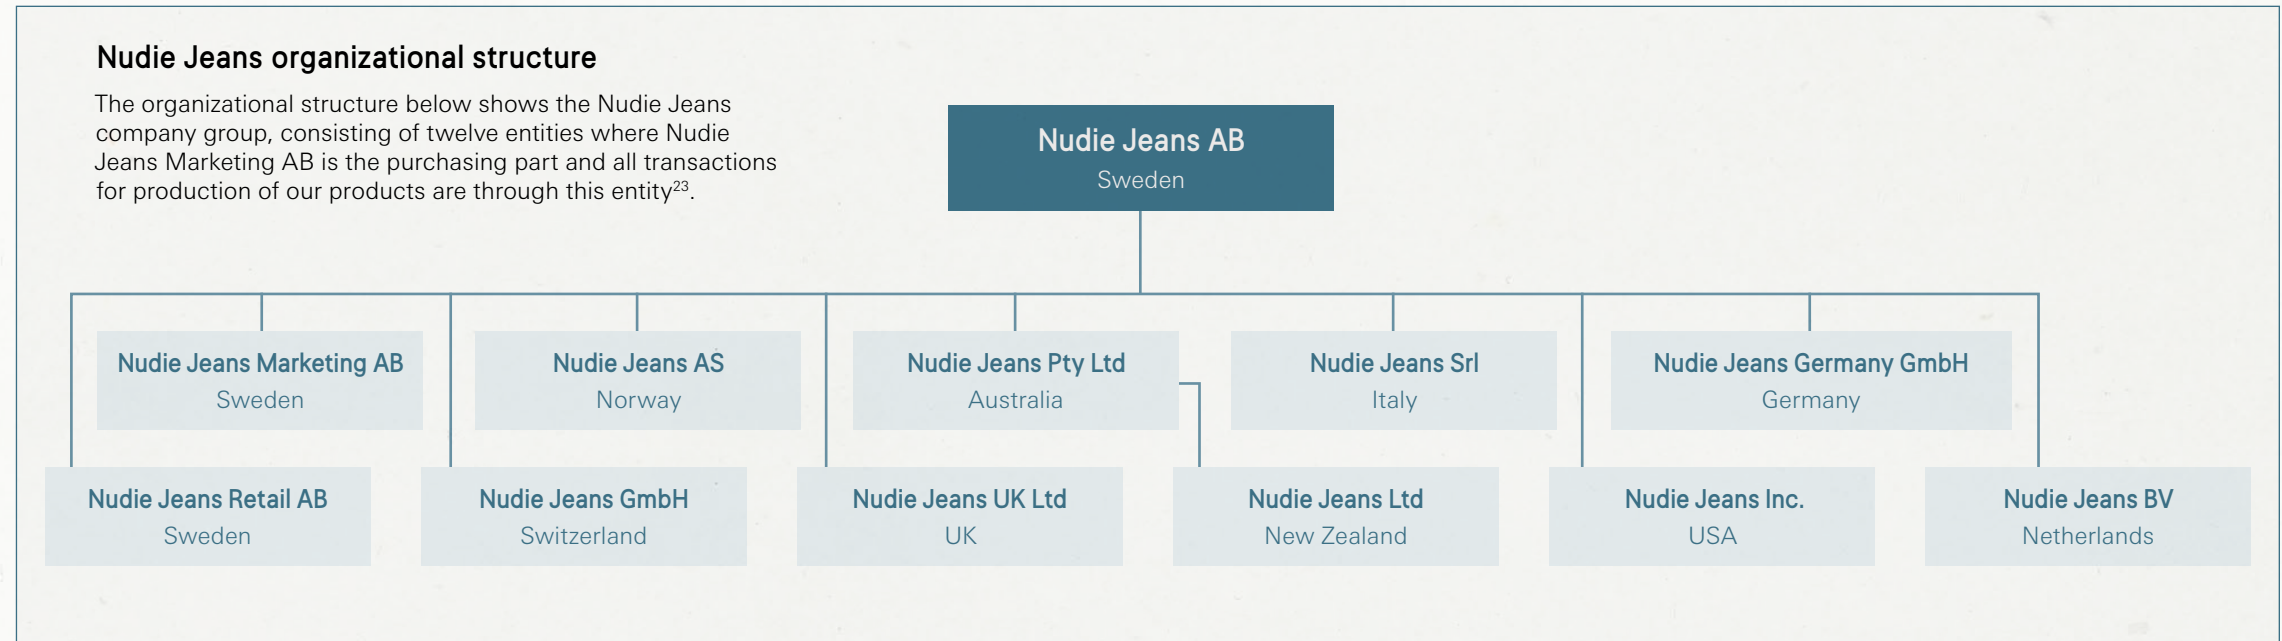 Nudie Jeans organizational structure
The organizational structure below shows the Nudie Jeans
company group, consisting of twelve entities where Nudie
Jeans Marketing AB is the purchasing part and all transactions
for production of our products are through this entity²³.
Nudie Jeans AB
Sweden
Nudie Jeans Marketing AB
Sweden
Nudie Jeans AS
Norway
Nudie Jeans Pty Ltd
Australia
Nudie Jeans Srl
Italy
Nudie Jeans Germany GmbH
Germany
Nudie Jeans Retail AB
Sweden
Nudie Jeans GmbH
Switzerland
Nudie Jeans UK Ltd
UK
Nudie Jeans Ltd
New Zealand
Nudie Jeans Inc.
USA
Nudie Jeans BV
Netherlands